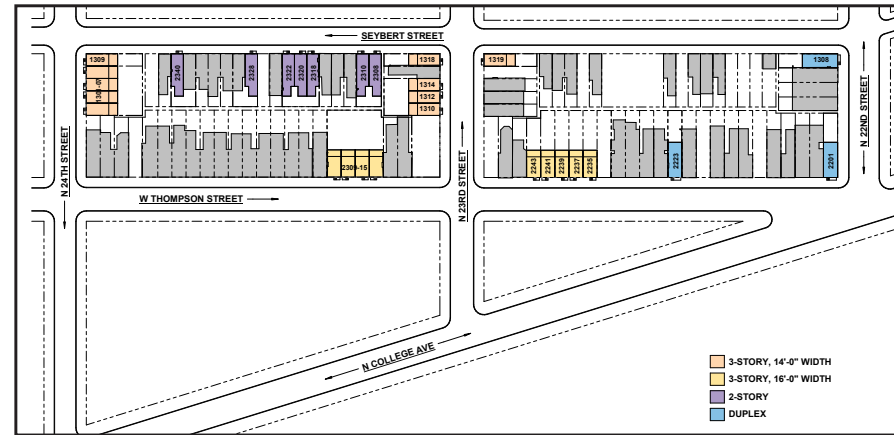 SEYBERT STREET
1309
1301-07
2340
2328
2322
2320
2318
2310
2308
1318
1314
1312
1310
1319
1308
N 24TH STREET
N 23RD STREET
N 22ND STREET
2309-15
2243
2241
2239
2237
2235
2223
2201
W THOMPSON STREET
N COLLEGE AVE
3-STORY, 14'-0" WIDTH
3-STORY, 16'-0" WIDTH
2-STORY
DUPLEX